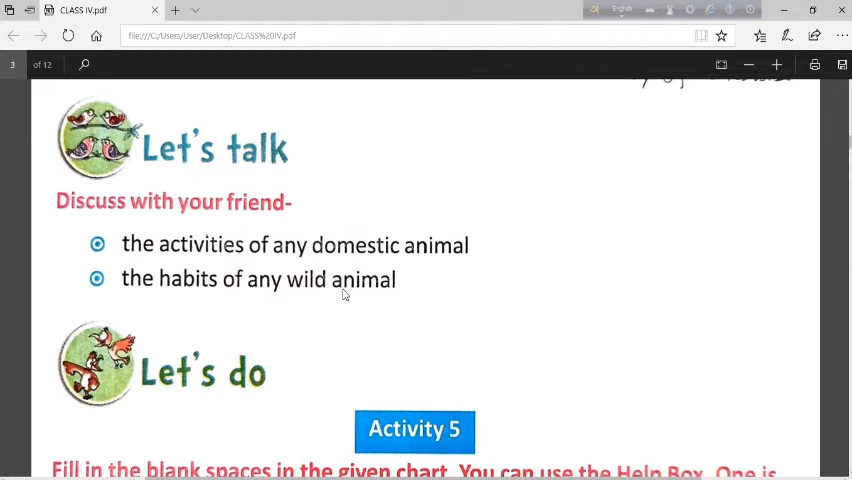 CLASS IV.pdf
English
file:///C:/Users/User/Desktop/CLASS%20IV.pdf
3 of 12
Let's talk
Discuss with your friend-
the activities of any domestic animal
the habits of any wild animal
Let's do
Activity 5
Fill in the blank spaces in the given chart. You can use the Help Box. One is